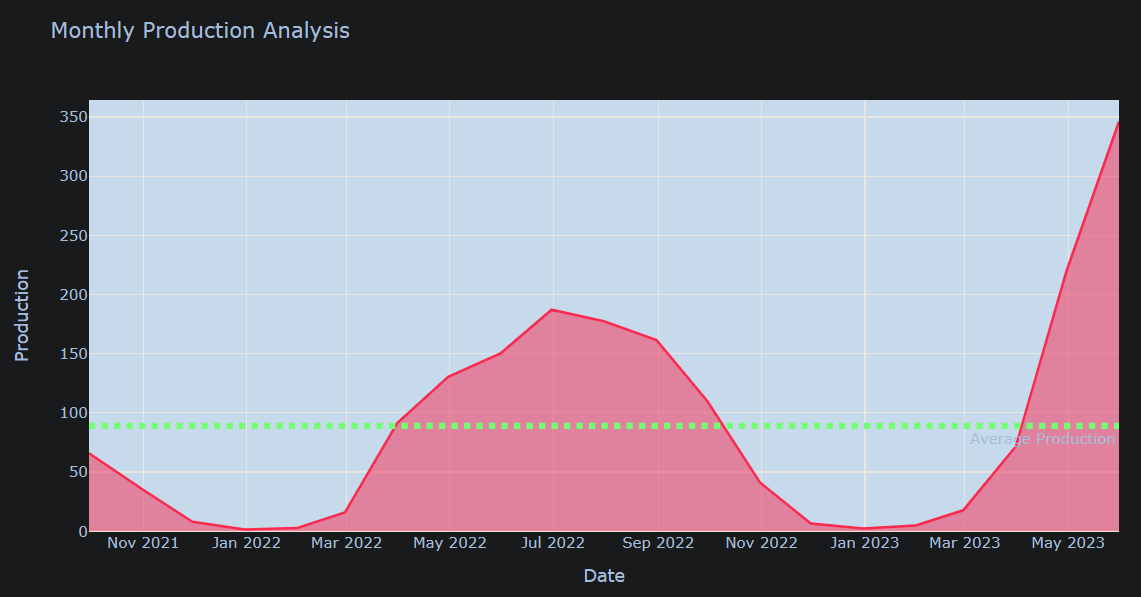 Monthly Production Analysis
350
300
250
200
150
100
50
0
Production
Average Production
Nov 2021 Jan 2022 Mar 2022 May 2022 Jul 2022 Sep 2022 Nov 2022 Jan 2023 Mar 2023 May 2023
Date